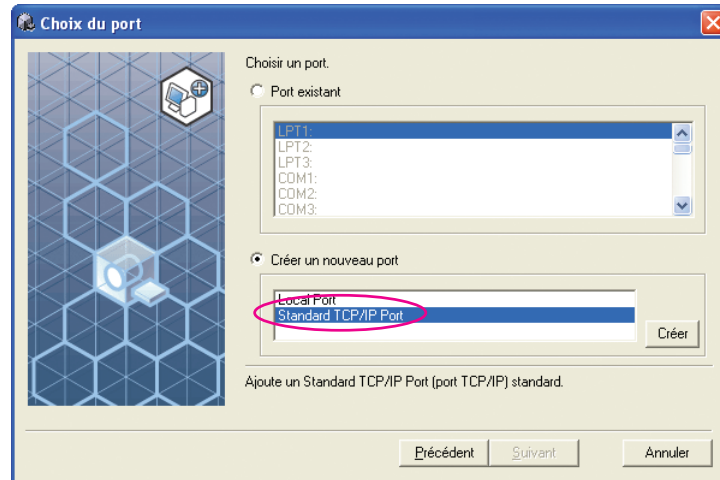 Choix du port
Choisir un port.
Port existant
LPT1:
LPT2:
LPT3:
COM1:
COM2:
COM3:
Créer un nouveau port
Local Port
Standard TCP/IP Port
Créer
Ajoute un Standard TCP/IP Port (port TCP/IP) standard.
Précédent
Suivant
Annuler